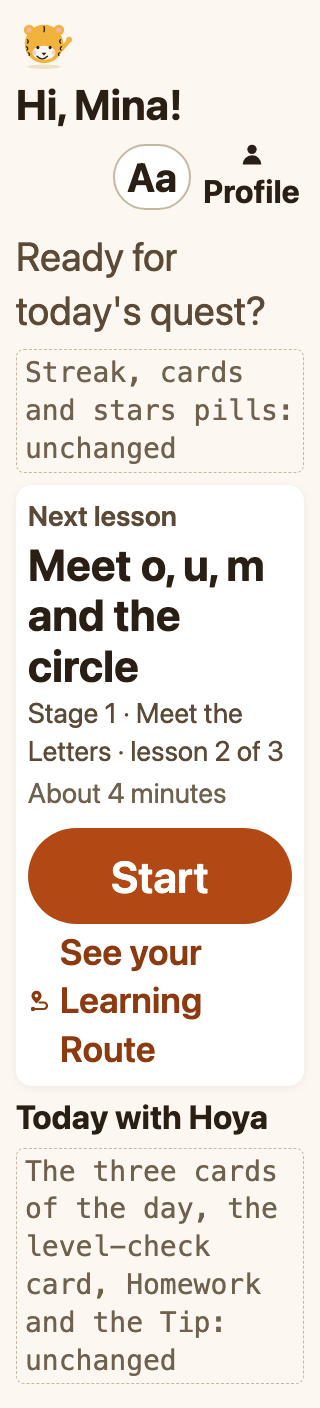 Hi, Mina!
Aa
Profile
Ready for
today's quest?
Streak, cards
and stars pills:
unchanged
Next lesson
Meet o, u, m
and the
circle
Stage 1 · Meet the
Letters · lesson 2 of 3
About 4 minutes
Start
See your
Learning
Route
Today with Hoya
The three cards
of the day, the
level-check
card, Homework
and the Tip:
unchanged